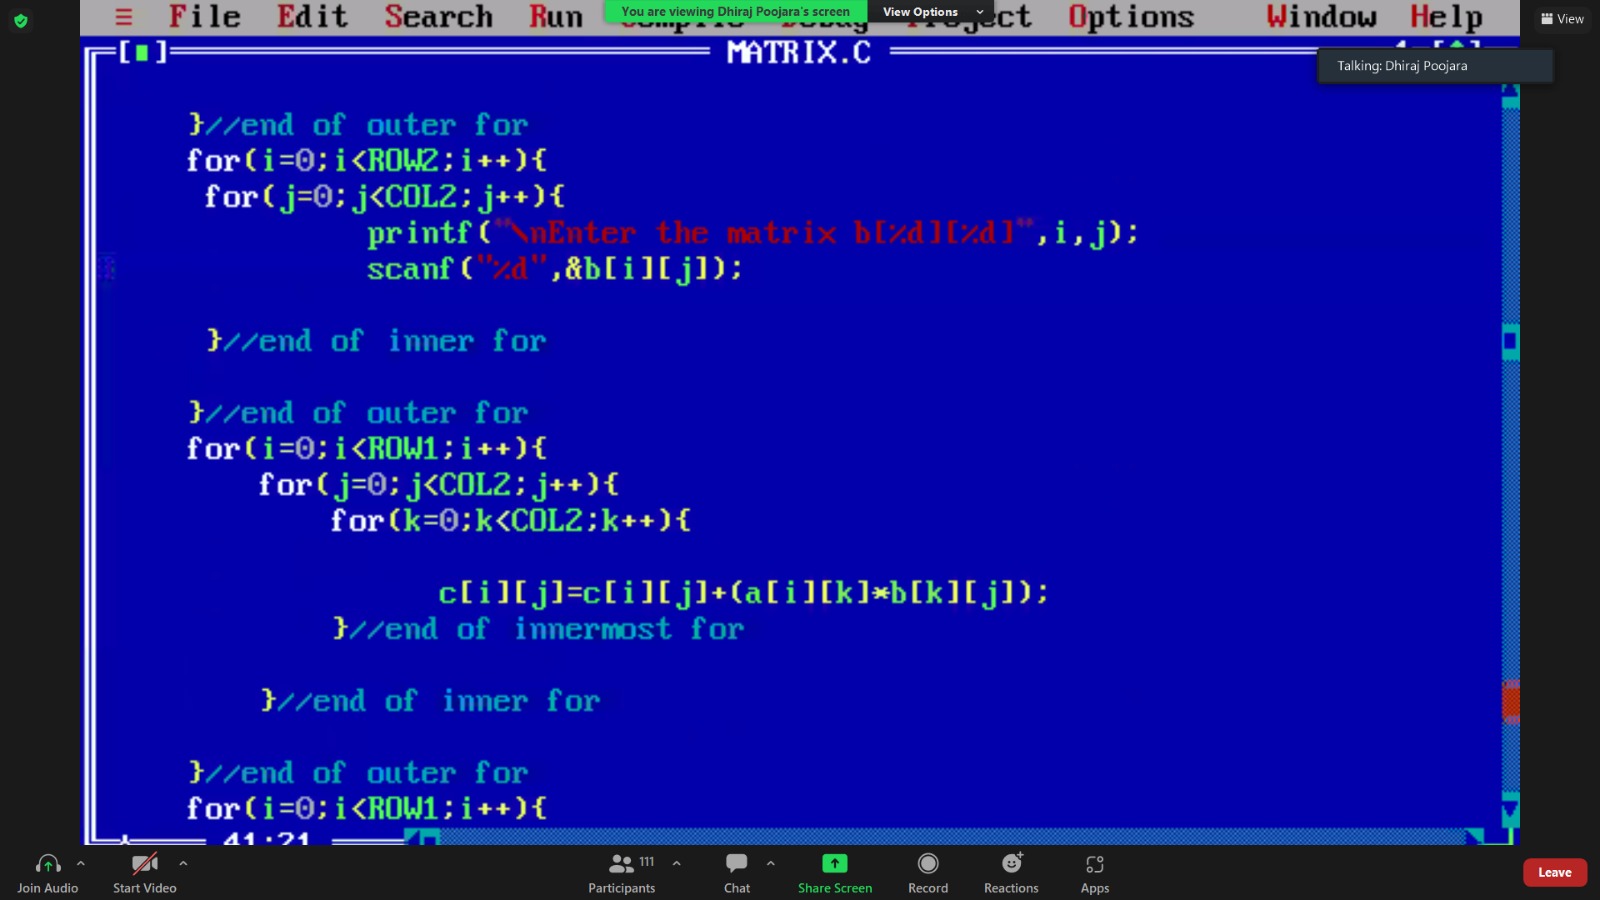 File Edit Search Run Compile Debug Project Options Window Help
You are viewing Dhiraj Poojara's screen View Options
View
[■] MATRIX.C 1=[↑]
Talking: Dhiraj Poojara
}//end of outer for
for(i=0;i<ROW2;i++){
for(j=0;j<COL2;j++){
printf("\nEnter the matrix b[%d][%d]",i,j);
scanf("%d",&b[i][j]);
}//end of inner for
}//end of outer for
for(i=0;i<ROW1;i++){
for(j=0;j<COL2;j++){
for(k=0;k<COL2;k++){
c[i][j]=c[i][j]+(a[i][k]*b[k][j]);
}//end of innermost for
}//end of inner for
}//end of outer for
for(i=0;i<ROW1;i++){
41:21
Join Audio Start Video Participants 111 Chat Share Screen Record Reactions Apps Leave